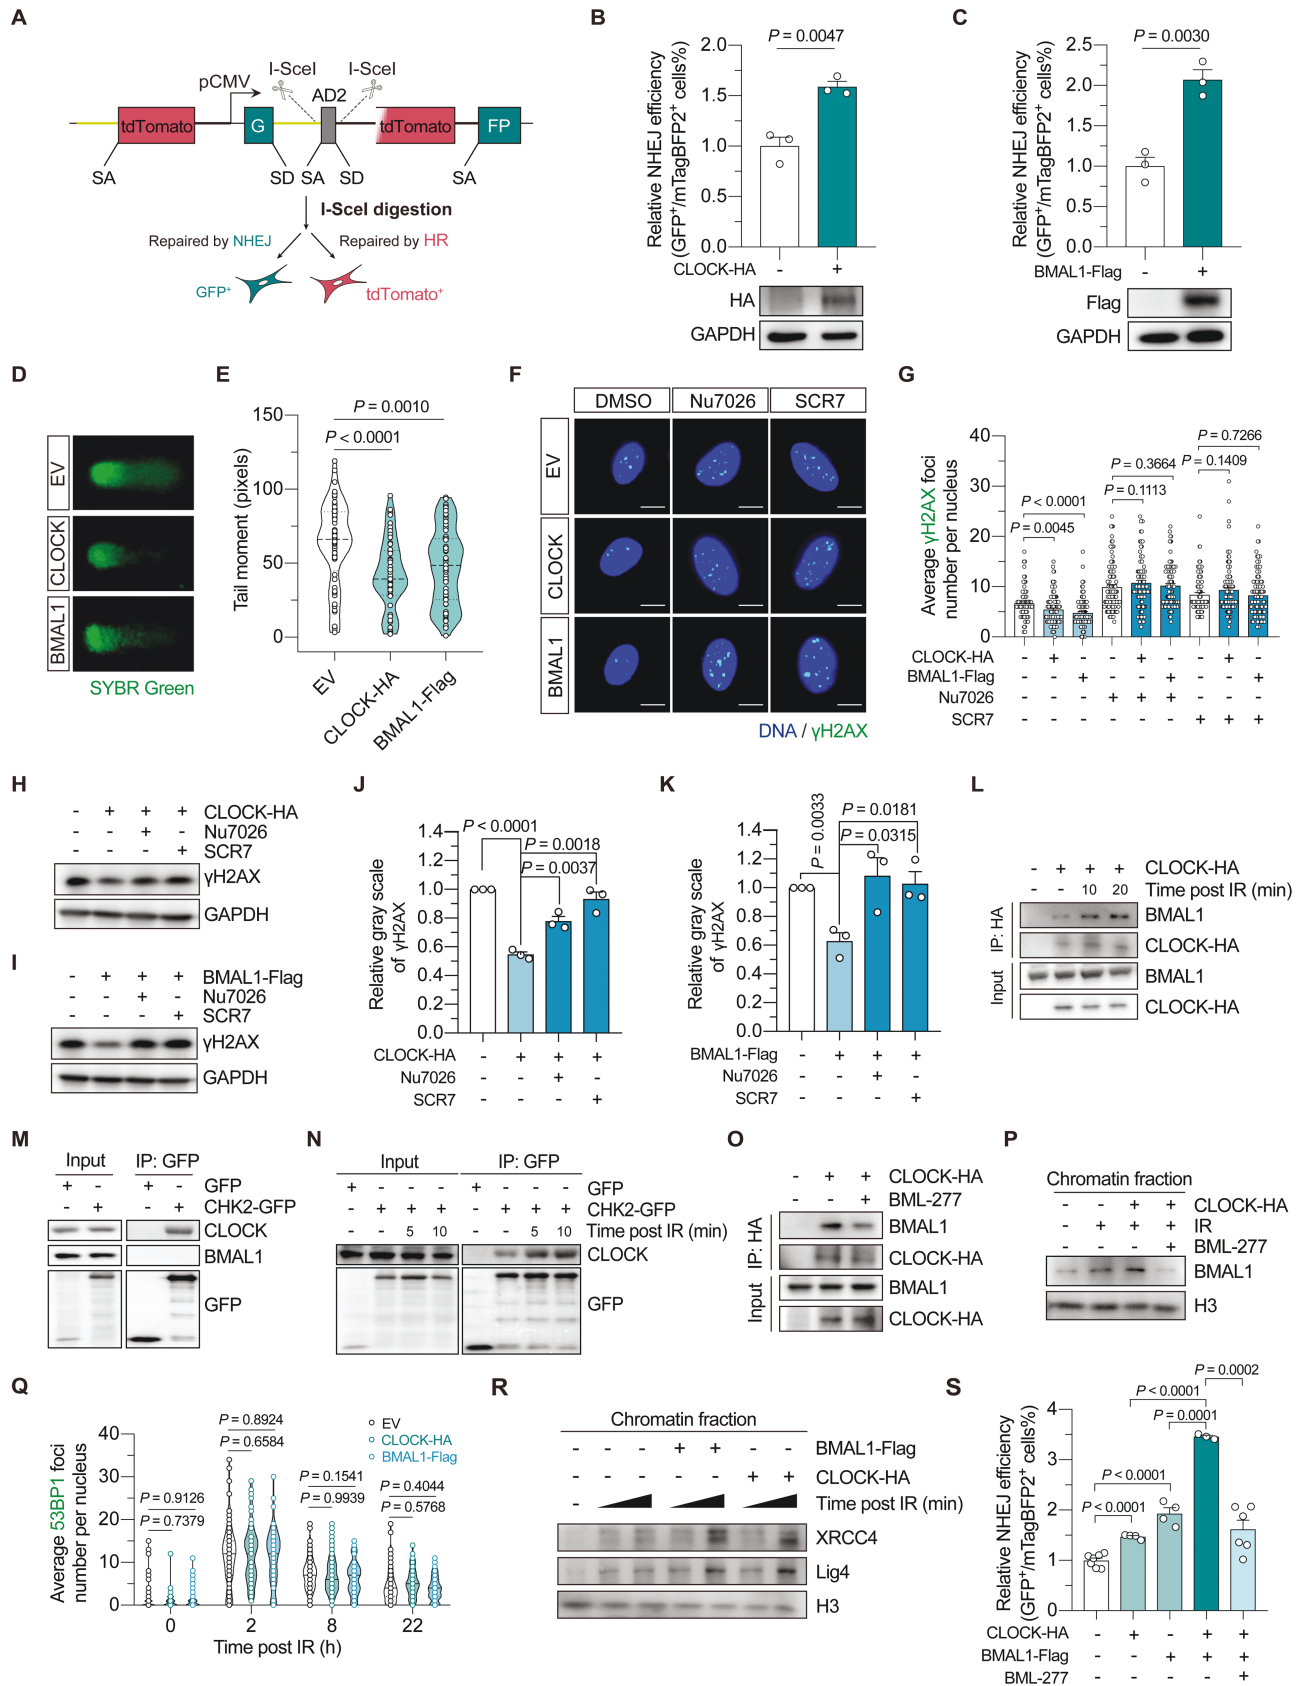 A
I-SceI
I-SceI
pCMV
AD2
tdTomato
G
tdTomato
FP
SA
SD
SA
SD
SA
I-SceI digestion
Repaired by NHEJ
Repaired by HR
GFP+
tdTomato+
B
Relative NHEJ efficiency
(GFP+/mTagBFP2+ cells%)
P = 0.0047
2.0
1.5
1.0
0.5
0.0
CLOCK-HA - +
HA
GAPDH
C
Relative NHEJ efficiency
(GFP+/mTagBFP2+ cells%)
P = 0.0030
2.5
2.0
1.5
1.0
0.5
0.0
BMAL1-Flag - +
Flag
GAPDH
D
EV
CLOCK
BMAL1
SYBR Green
E
Tail moment (pixels)
150
100
50
0
P = 0.0010
P < 0.0001
EV
CLOCK-HA
BMAL1-Flag
F
DMSO Nu7026 SCR7
EV
CLOCK
BMAL1
DNA / γH2AX
G
Average γH2AX foci
number per nucleus
40
30
20
10
0
P = 0.7266
P = 0.3664
P = 0.1409
P = 0.1113
P < 0.0001
P = 0.0045
CLOCK-HA - + - - + - - + -
BMAL1-Flag - - + - - + - - +
Nu7026 - - - + + + - - -
SCR7 - - - - - - + + +
H
- + + + CLOCK-HA
- - + - Nu7026
- - - + SCR7
γH2AX
GAPDH
I
- + + + BMAL1-Flag
- - + - Nu7026
- - - + SCR7
γH2AX
GAPDH
J
Relative gray scale
of γH2AX
1.4
1.2
1.0
0.8
0.6
0.4
0.2
0.0
P < 0.0001
P = 0.0018
P = 0.0037
CLOCK-HA - + + +
Nu7026 - - + -
SCR7 - - - +
K
Relative gray scale
of γH2AX
1.4
1.2
1.0
0.8
0.6
0.4
0.2
0.0
P = 0.0033
P = 0.0181
P = 0.0315
BMAL1-Flag - + + +
Nu7026 - - + -
SCR7 - - - +
L
- + + + CLOCK-HA
- - 10 20 Time post IR (min)
IP: HA
BMAL1
CLOCK-HA
Input
BMAL1
CLOCK-HA
M
Input IP: GFP
+ - + - GFP
- + - + CHK2-GFP
CLOCK
BMAL1
GFP
N
Input IP: GFP
+ - - - + - - - GFP
- + + + - + + + CHK2-GFP
- - 5 10 - - 5 10 Time post IR (min)
CLOCK
GFP
O
- + + CLOCK-HA
- - + BML-277
IP: HA
BMAL1
CLOCK-HA
Input
BMAL1
CLOCK-HA
P
Chromatin fraction
- - + + CLOCK-HA
- + + + IR
- - - + BML-277
BMAL1
H3
Q
Average 53BP1 foci
number per nucleus
40
30
20
10
0
P = 0.8924
P = 0.6584
P = 0.9126
P = 0.7379
P = 0.1541
P = 0.9939
P = 0.4044
P = 0.5768
EV
CLOCK-HA
BMAL1-Flag
0 2 8 22
Time post IR (h)
R
Chromatin fraction
- - - + + - - BMAL1-Flag
- - - - - + + CLOCK-HA
- Time post IR (min)
XRCC4
Lig4
H3
S
Relative NHEJ efficiency
(GFP+/mTagBFP2+ cells%)
4
3
2
1
0
P = 0.0002
P < 0.0001
P = 0.0001
P < 0.0001
P < 0.0001
CLOCK-HA - + - + +
BMAL1-Flag - - + + +
BML-277 - - - - +